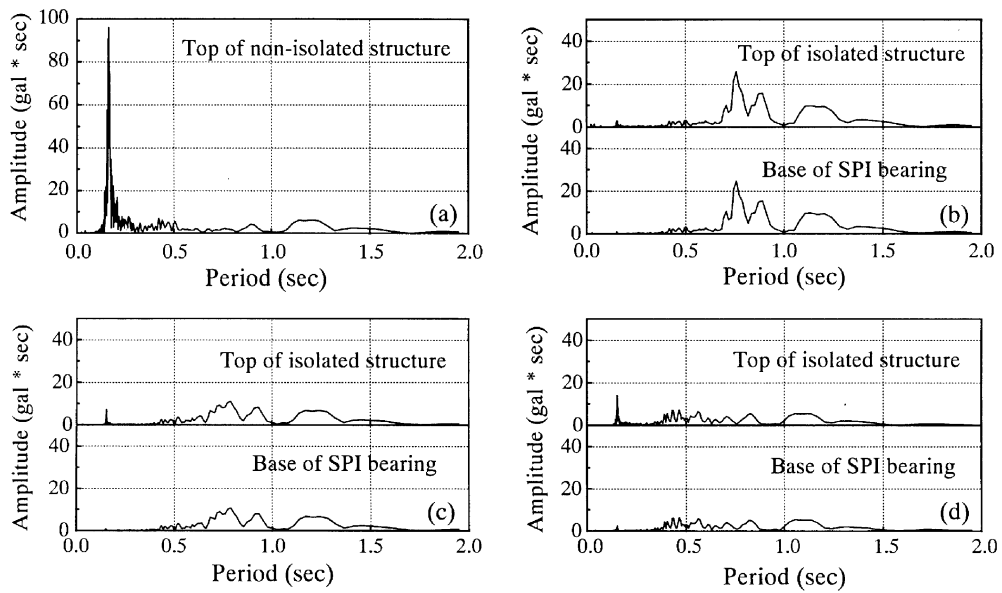 100
80
60
40
20
0
Amplitude (gal * sec)
Top of non-isolated structure
(a)
0.0 0.5 1.0 1.5 2.0
Period (sec)
40
20
0
40
20
0
Amplitude (gal * sec)
Top of isolated structure
Base of SPI bearing
(b)
0.0 0.5 1.0 1.5 2.0
Period (sec)
40
20
0
40
20
0
Amplitude (gal * sec)
Top of isolated structure
Base of SPI bearing
(c)
0.0 0.5 1.0 1.5 2.0
Period (sec)
40
20
0
40
20
0
Amplitude (gal * sec)
Top of isolated structure
Base of SPI bearing
(d)
0.0 0.5 1.0 1.5 2.0
Period (sec)